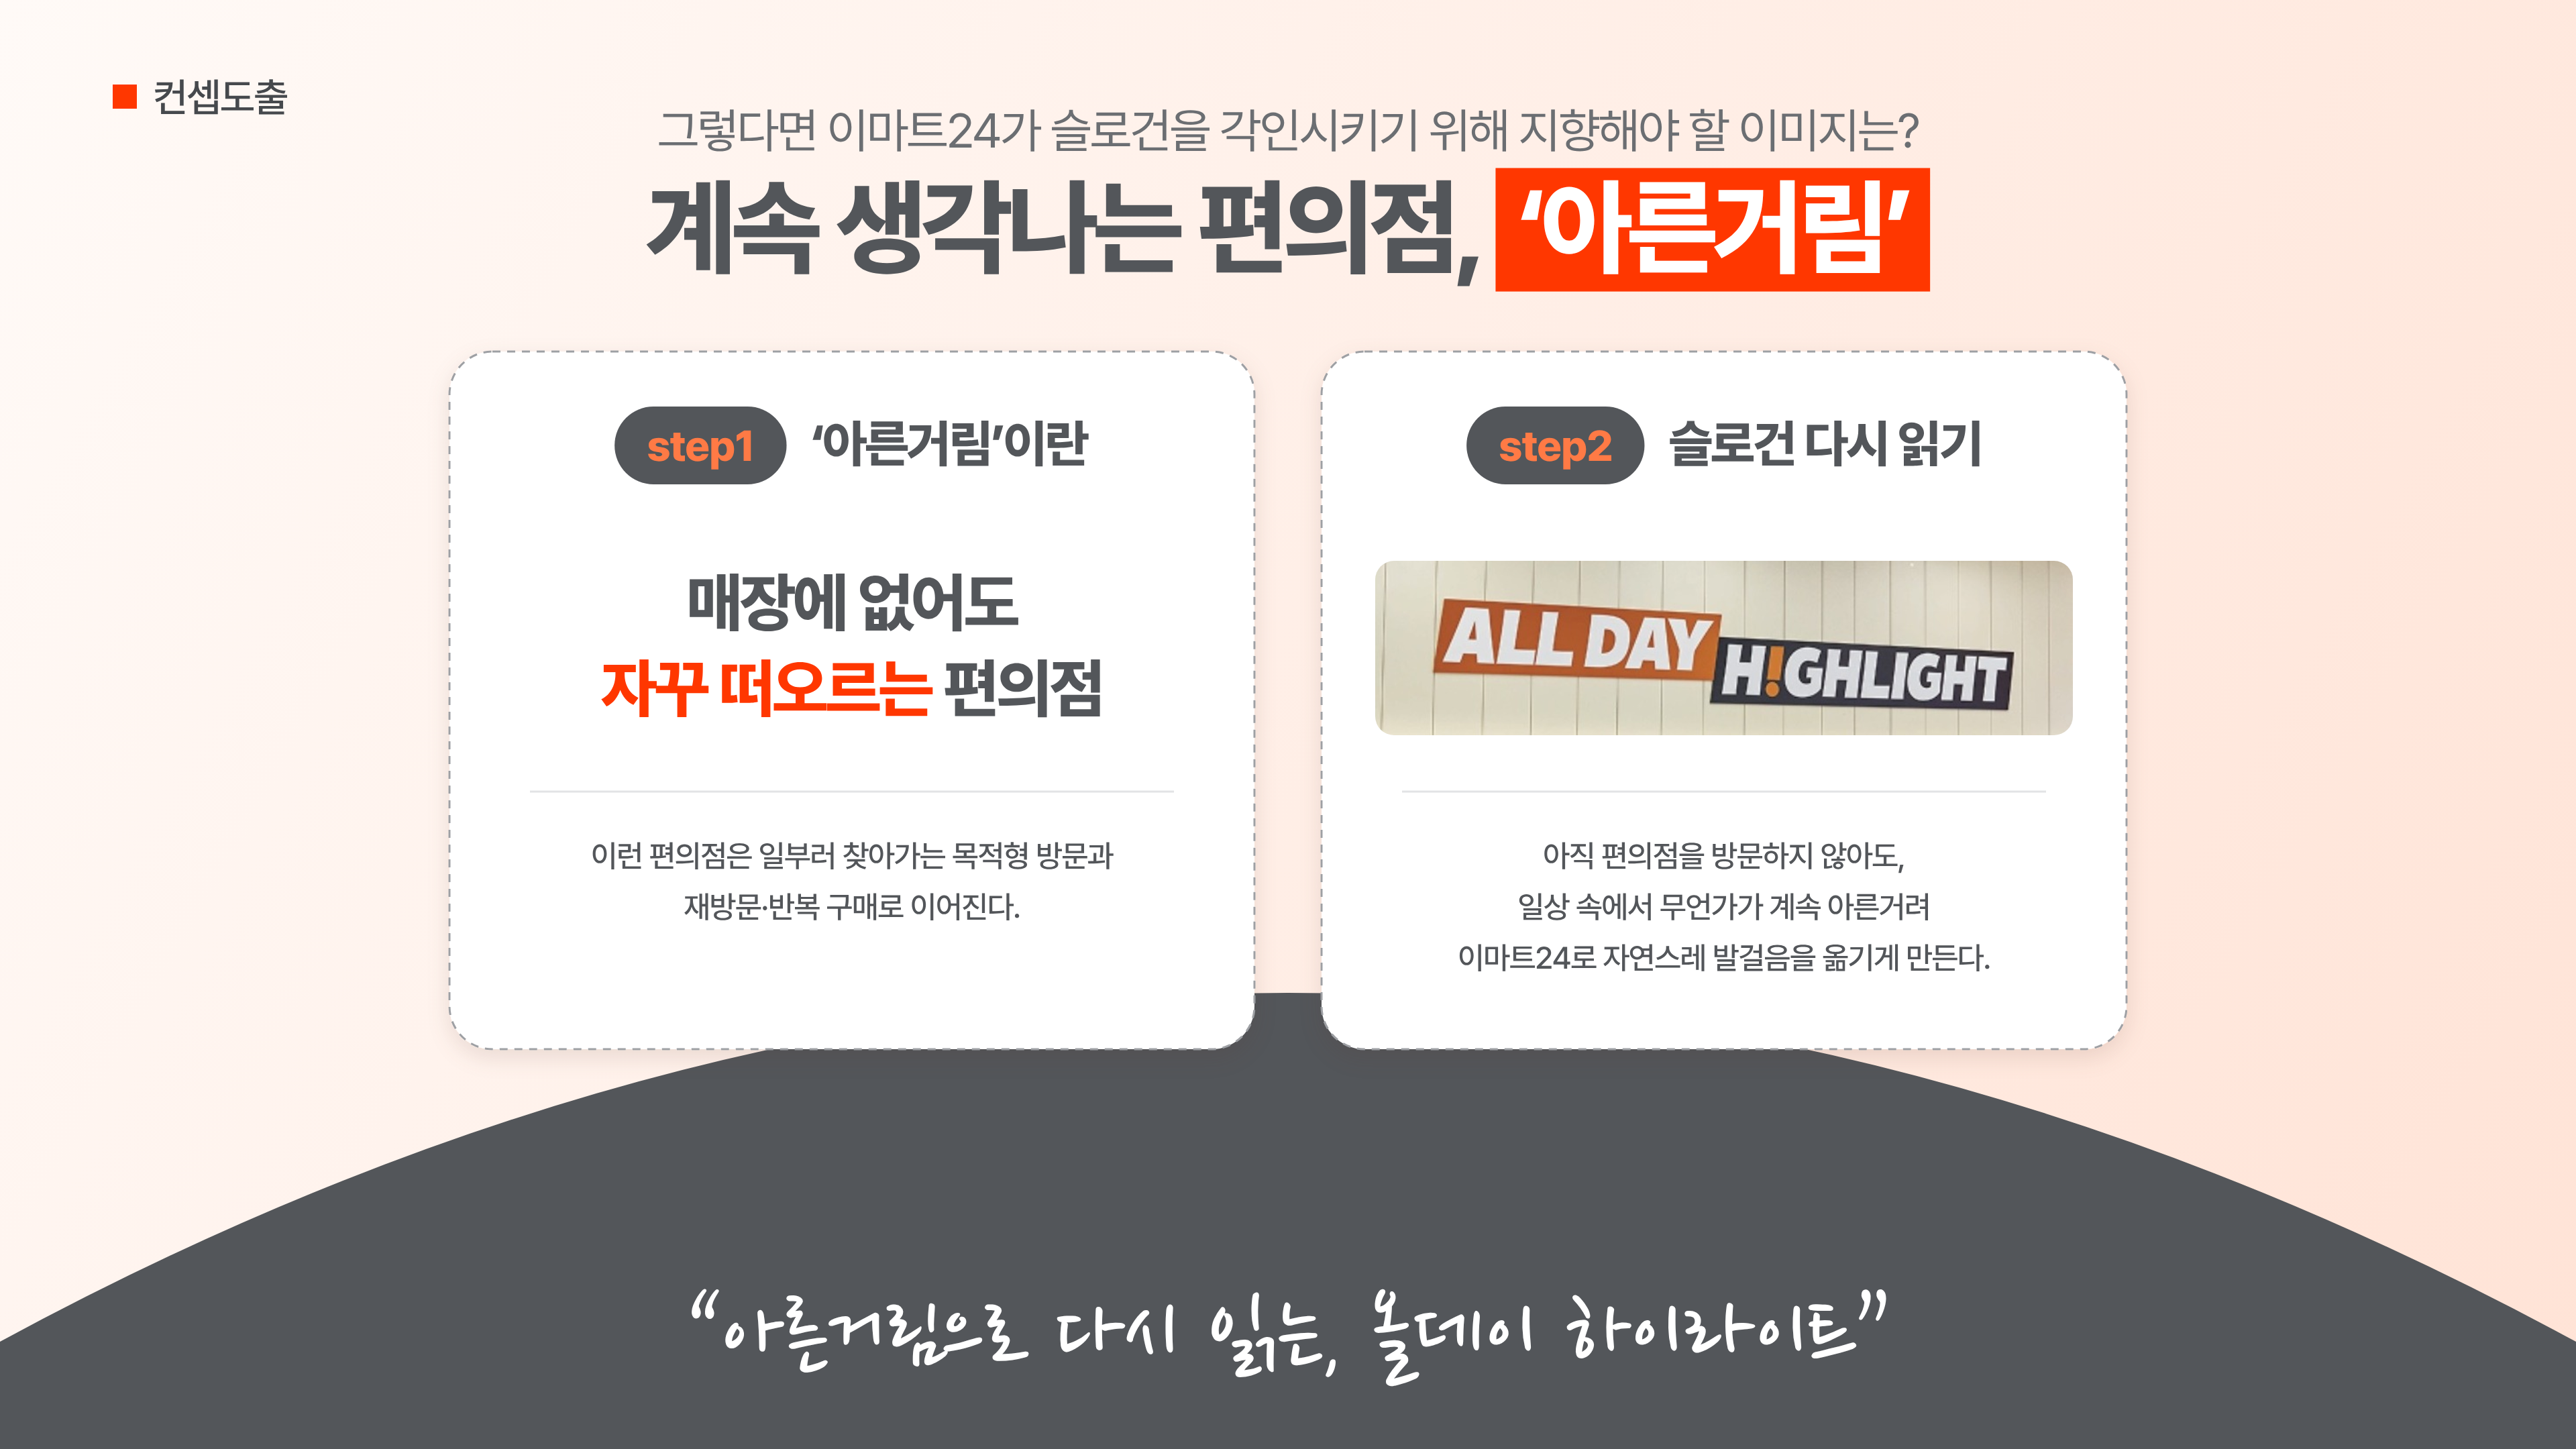 컨셉도출
그렇다면 이마트24가 슬로건을 각인시키기 위해 지향해야 할 이미지는?
계속 생각나는 편의점, ‘아른거림’
step1 ‘아른거림’이란
매장에 없어도
자꾸 떠오르는 편의점
이런 편의점은 일부러 찾아가는 목적형 방문과
재방문·반복 구매로 이어진다.
step2 슬로건 다시 읽기
ALL DAY
H!GHLIGHT
아직 편의점을 방문하지 않아도,
일상 속에서 무언가가 계속 아른거려
이마트24로 자연스레 발걸음을 옮기게 만든다.
“아른거림으로 다시 읽는, 올데이 하이라이트”